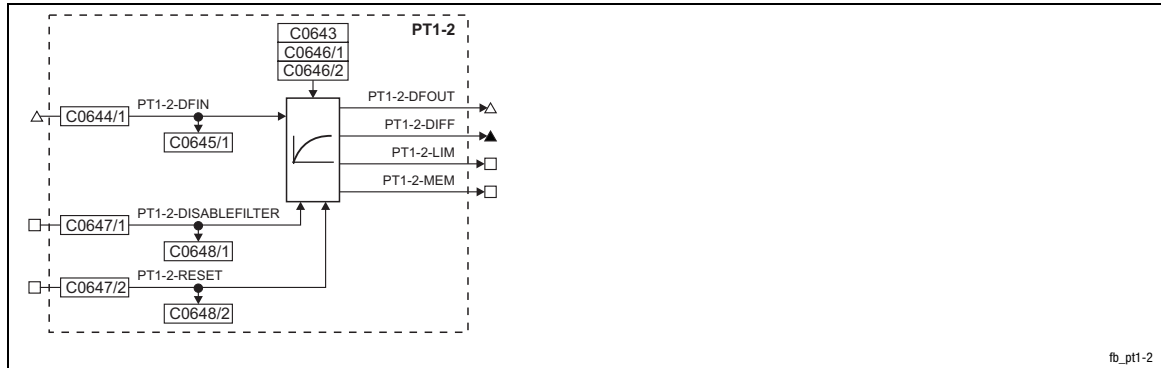 PT1-2
C0643
C0646/1
C0646/2
PT1-2-DFIN
C0644/1
C0645/1
PT1-2-DFOUT
PT1-2-DIFF
PT1-2-LIM
PT1-2-MEM
PT1-2-DISABLEFILTER
C0647/1
C0648/1
PT1-2-RESET
C0647/2
C0648/2
fb_pt1-2